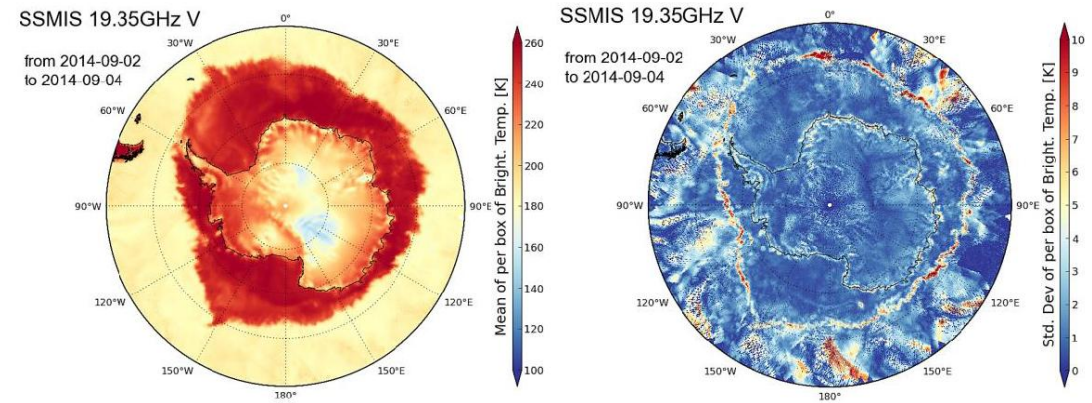 SSMIS 19.35GHz V
from 2014-09-02
to 2014-09-04
0°
30°W
30°E
60°W
60°E
90°W
90°E
120°W
120°E
150°W
150°E
180°
260
240
220
200
180
160
140
120
100
Mean of per box of Bright. Temp. [K]
SSMIS 19.35GHz V
from 2014-09-02
to 2014-09-04
0°
30°W
30°E
60°W
60°E
90°W
90°E
120°W
120°E
150°W
150°E
180°
10
9
8
7
6
5
4
3
2
1
0
Std. Dev of per box of Bright. Temp. [K]